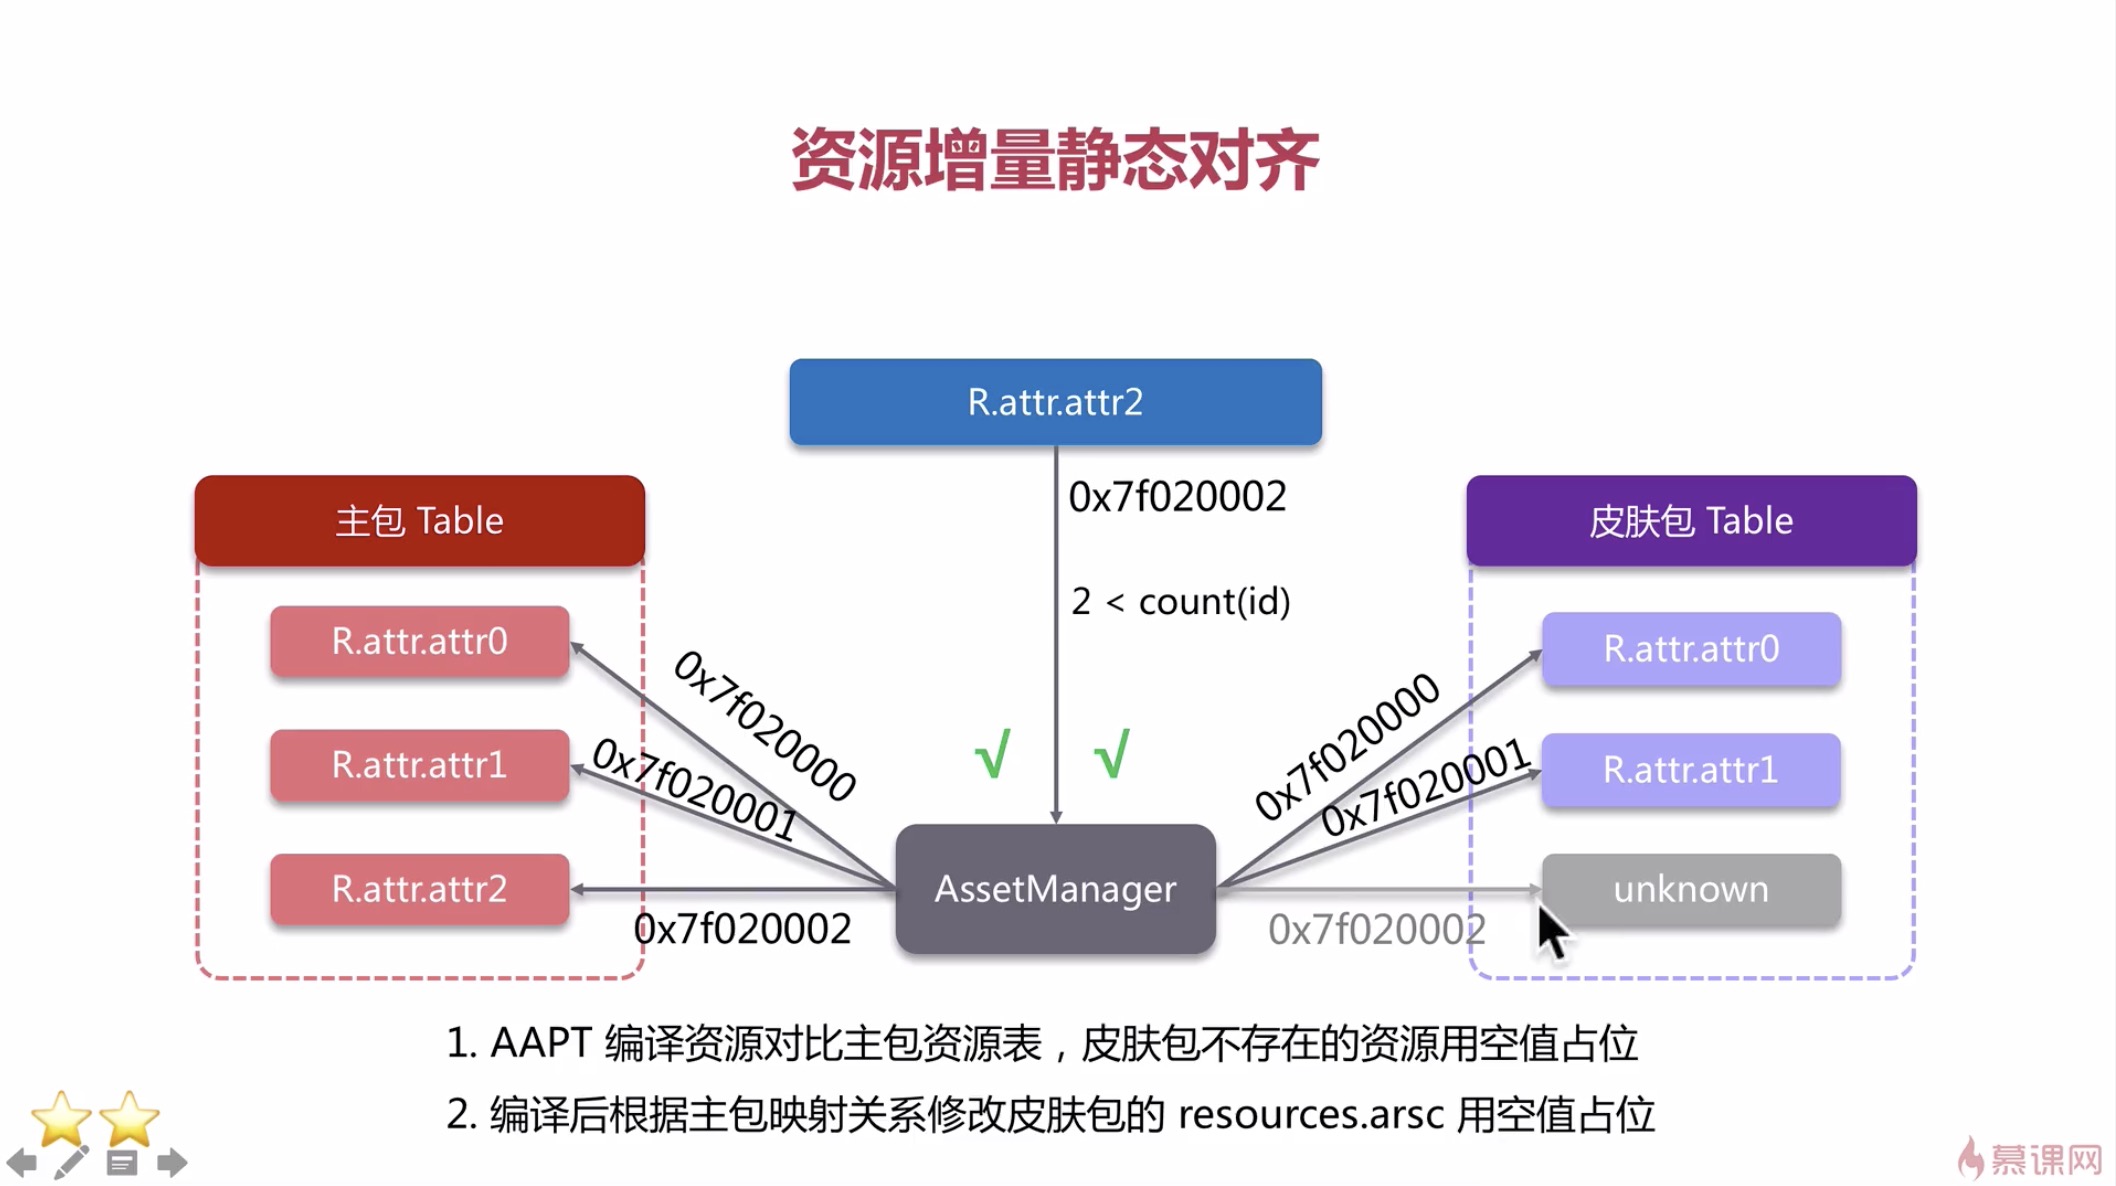 资源增量静态对齐
R.attr.attr2
0x7f020002
2 < count(id)
主包 Table
R.attr.attr0
R.attr.attr1
R.attr.attr2
0x7f020000
0x7f020001
0x7f020002
√ √
AssetManager
皮肤包 Table
R.attr.attr0
R.attr.attr1
unknown
0x7f020000
0x7f020001
0x7f020002
1. AAPT 编译资源对比主包资源表，皮肤包不存在的资源用空值占位
2. 编译后根据主包映射关系修改皮肤包的 resources.arsc 用空值占位
慕课网